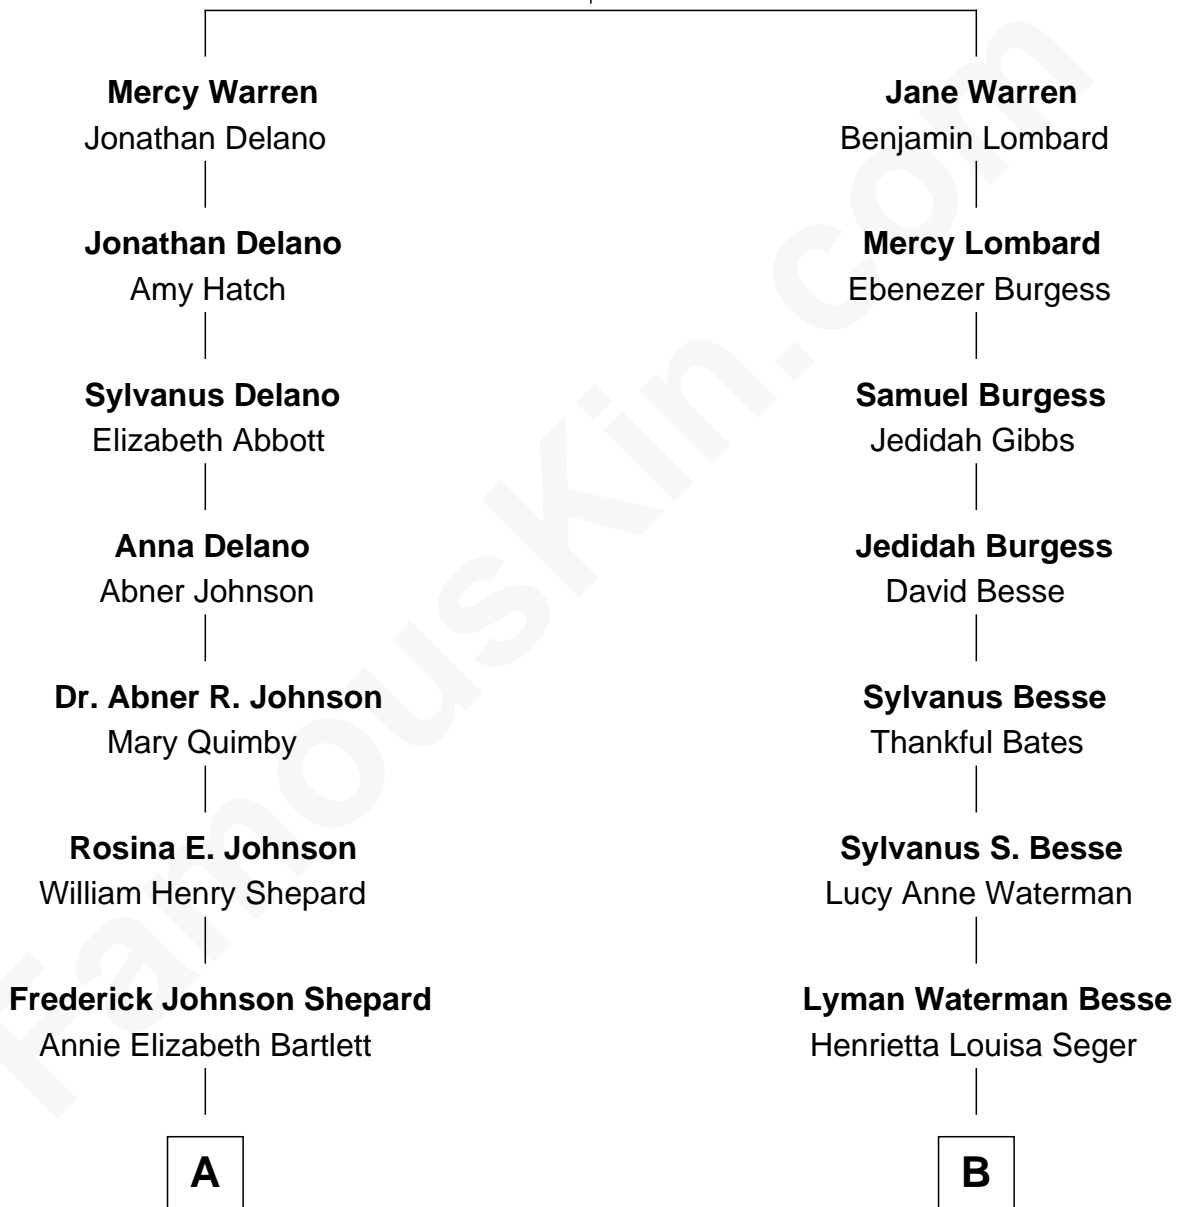 Mercy Warren
Jonathan Delano
Jonathan Delano
Amy Hatch
Sylvanus Delano
Elizabeth Abbott
Anna Delano
Abner Johnson
Dr. Abner R. Johnson
Mary Quimby
Rosina E. Johnson
William Henry Shepard
Frederick Johnson Shepard
Annie Elizabeth Bartlett
A
Jane Warren
Benjamin Lombard
Mercy Lombard
Ebenezer Burgess
Samuel Burgess
Jedidah Gibbs
Jedidah Burgess
David Besse
Sylvanus Besse
Thankful Bates
Sylvanus S. Besse
Lucy Anne Waterman
Lyman Waterman Besse
Henrietta Louisa Seger
B
FamousKin.com